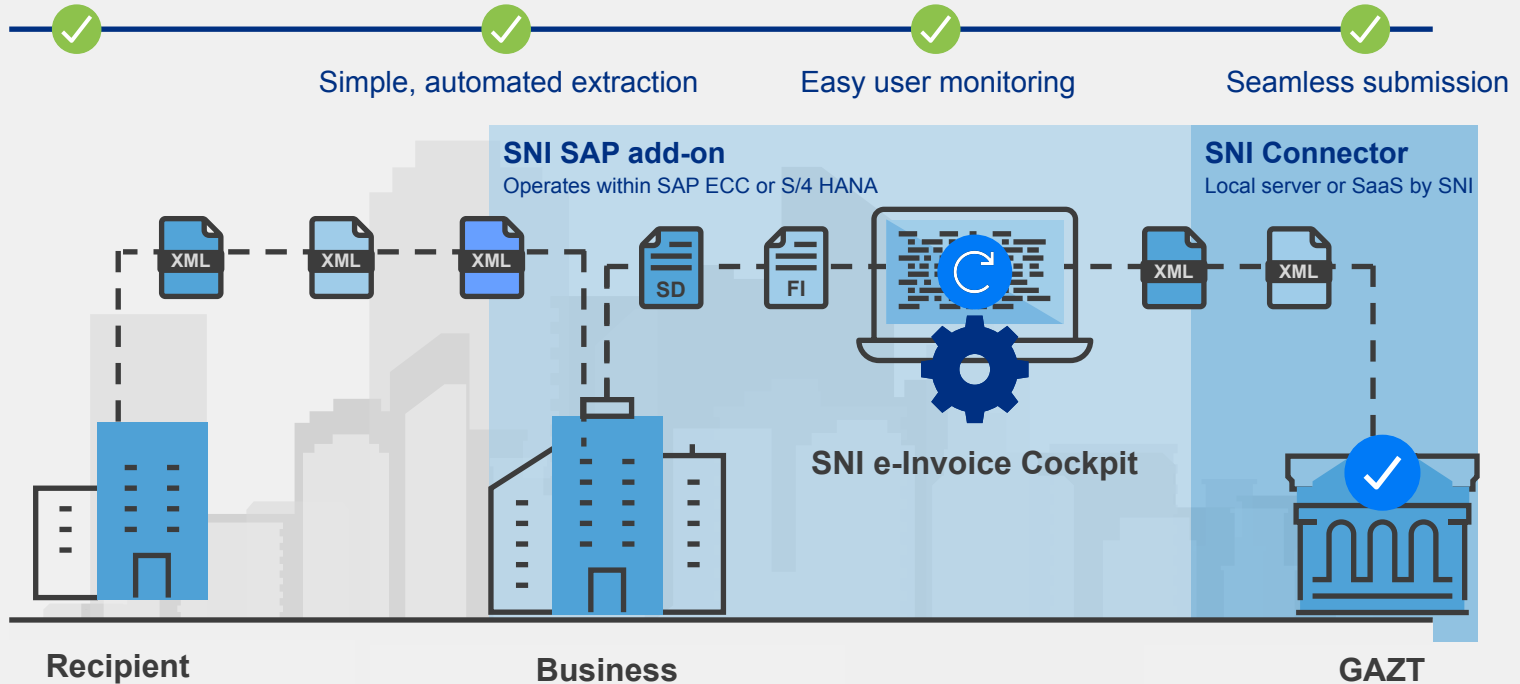 Simple, automated extraction
Easy user monitoring
Seamless submission
SNI SAP add-on
Operates within SAP ECC or S/4 HANA
SNI Connector
Local server or SaaS by SNI
XML
XML
XML
SD
FI
XML
XML
SNI e-Invoice Cockpit
Recipient
Business
GAZT